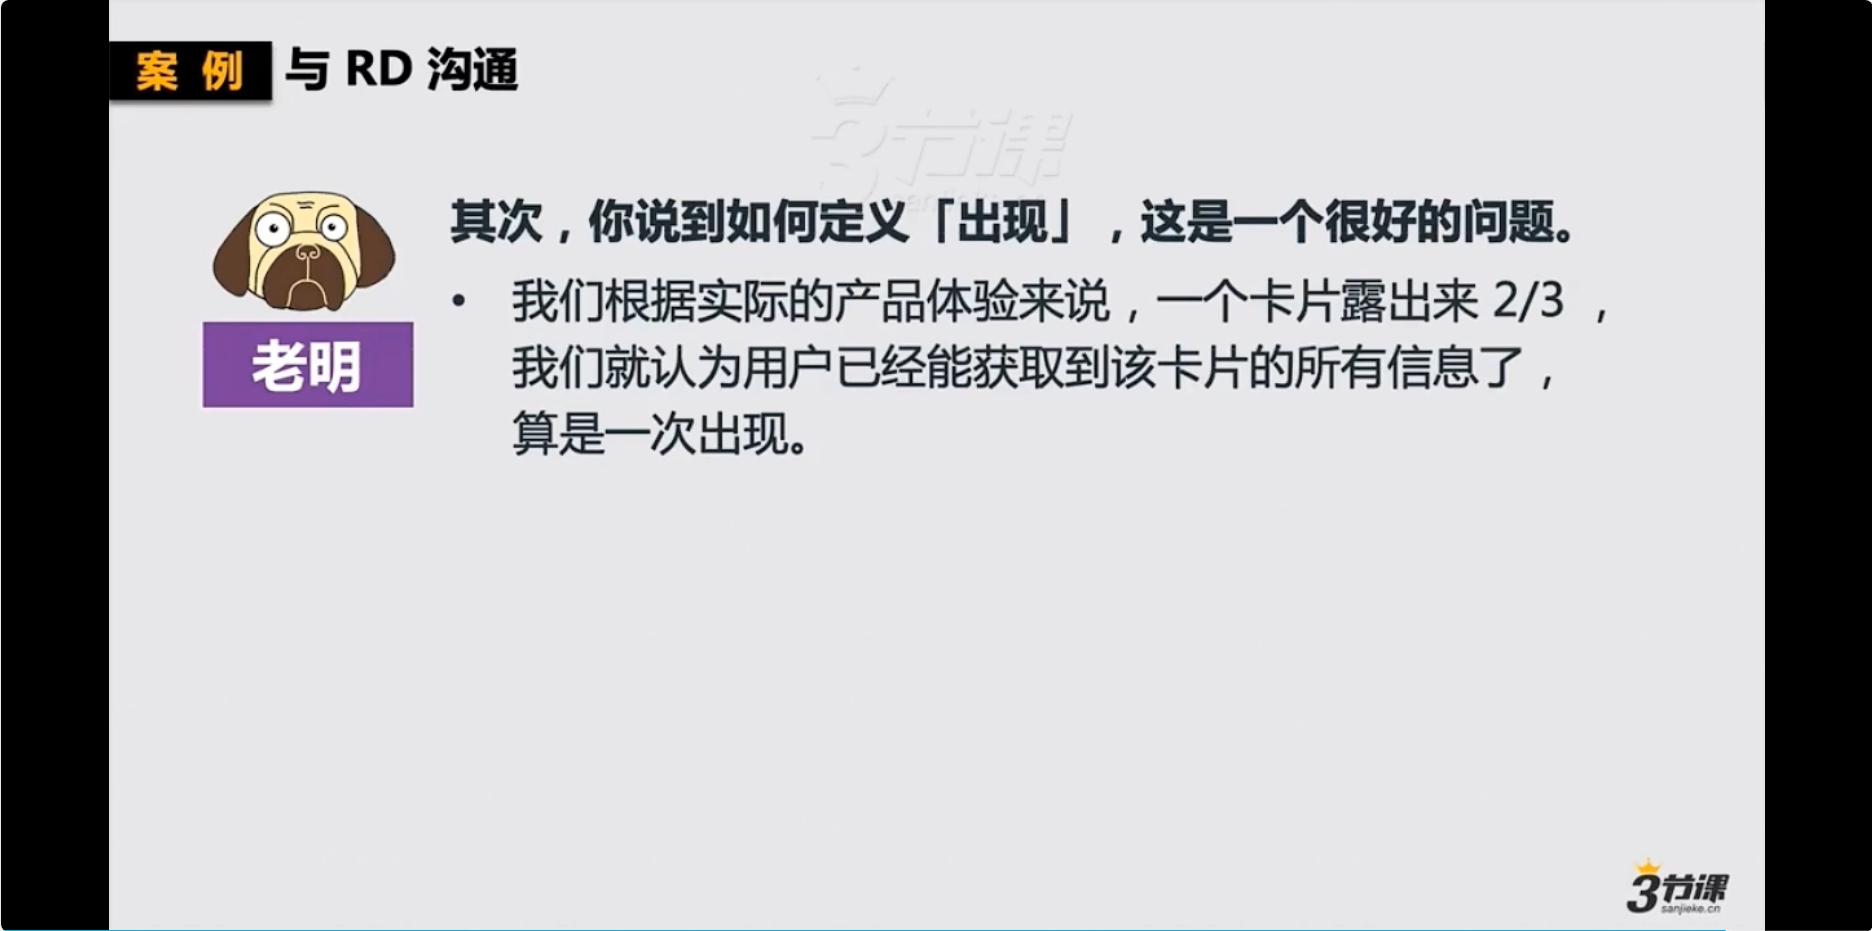 案 例 与 RD 沟通
3节课
其次，你说到如何定义「出现」，这是一个很好的问题。
• 我们根据实际的产品体验来说，一个卡片露出来 2/3 ，
我们就认为用户已经能获取到该卡片的所有信息了，
算是一次出现。
老明
3节课
sanjieke.cn